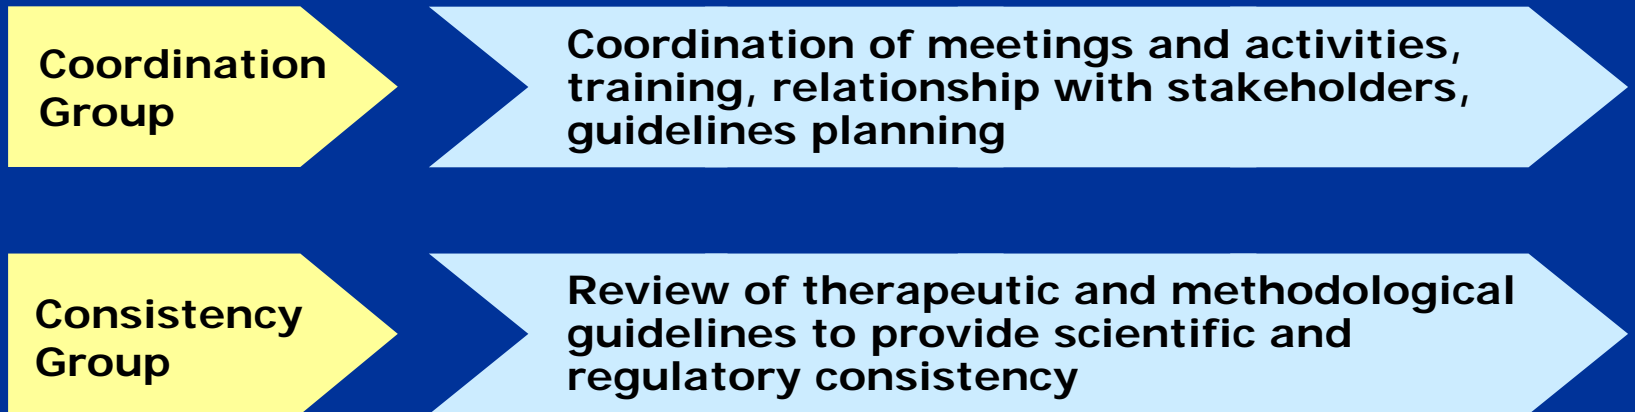 Coordination
Group
Coordination of meetings and activities,
training, relationship with stakeholders,
guidelines planning
Consistency
Group
Review of therapeutic and methodological
guidelines to provide scientific and
regulatory consistency